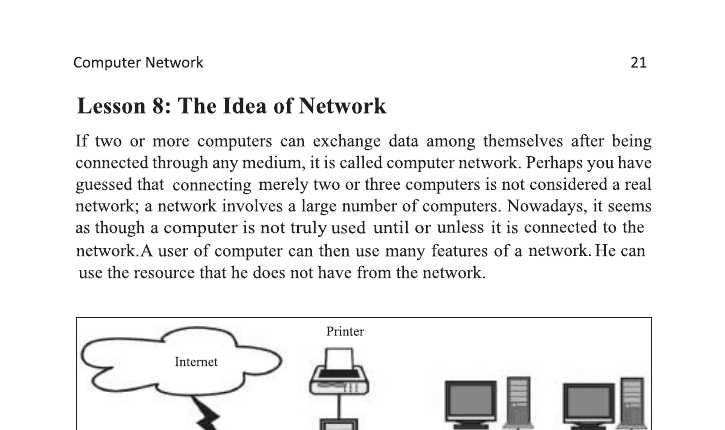 Computer Network 21
Lesson 8: The Idea of Network
If two or more computers can exchange data among themselves after being
connected through any medium, it is called computer network. Perhaps you have
guessed that connecting merely two or three computers is not considered a real
network; a network involves a large number of computers. Nowadays, it seems
as though a computer is not truly used until or unless it is connected to the
network.A user of computer can then use many features of a network. He can
use the resource that he does not have from the network.
Printer
Internet